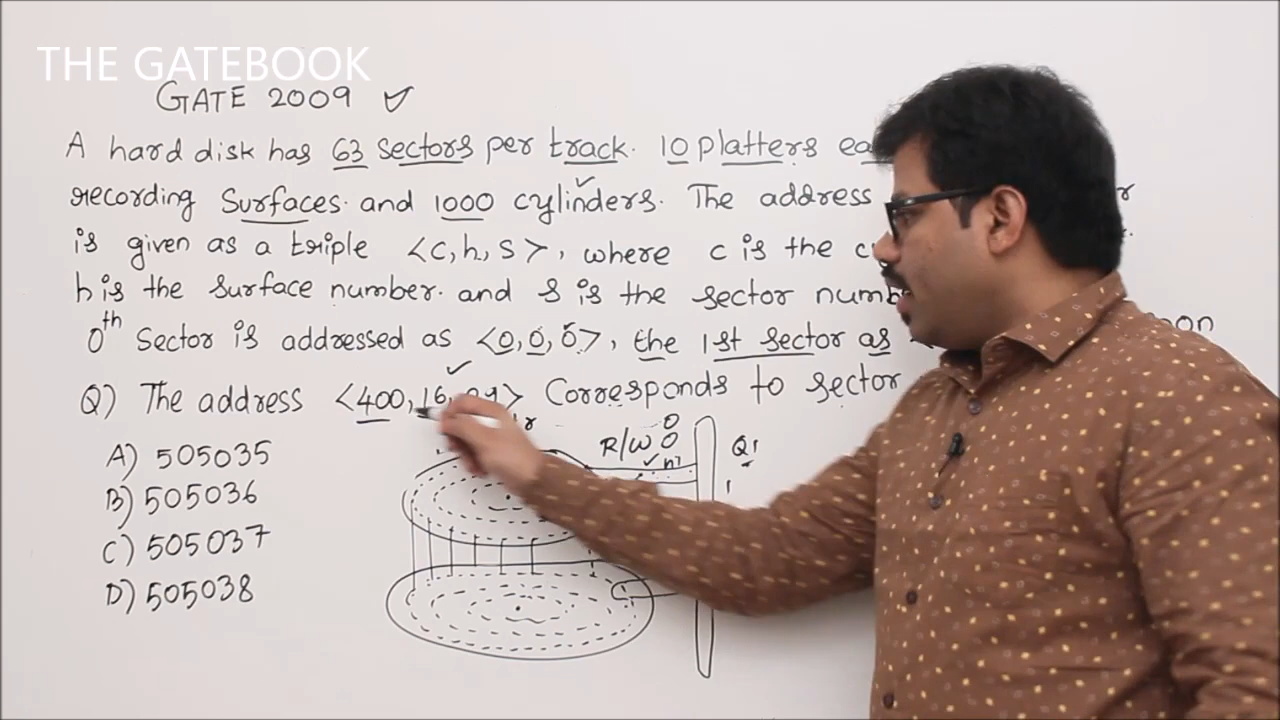 THE GATEBOOK
GATE 2009
A hard disk has 63 sectors per track. 10 platters
recording Surfaces. and 1000 cylinders. The address
is given as a triple <c, h, s>, where c is the
h is the surface number. and s is the sector
0th Sector is addressed as <0, 0, 0>, the 1st sector as
Q) The address <400, 16, Corresponds to sector
A) 505035
B) 505036
C) 505037
D) 505038
R/W
Q1